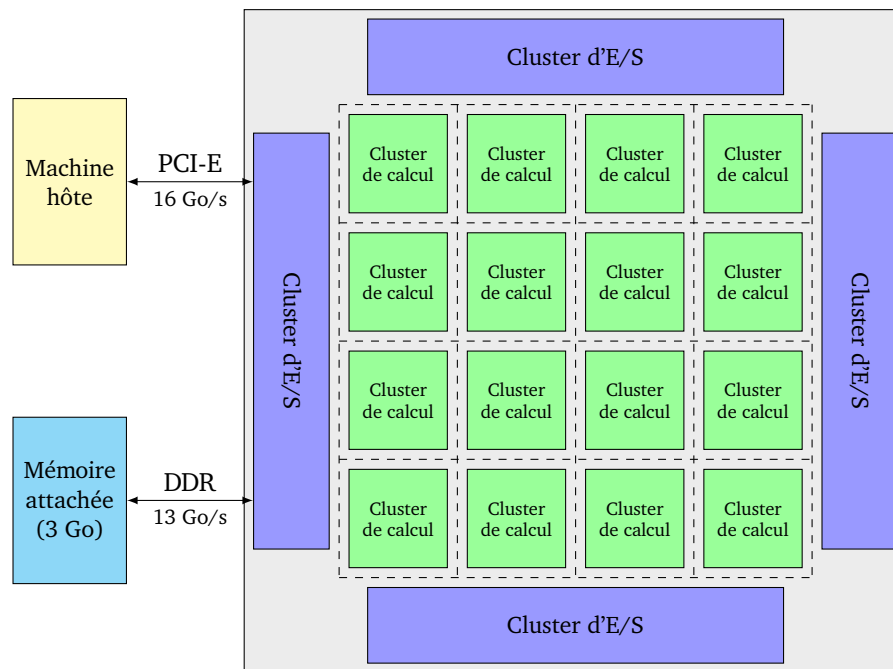 Cluster d'E/S
Machine
hôte
PCI-E
16 Go/s
Cluster d'E/S
Cluster
de calcul
Cluster
de calcul
Cluster
de calcul
Cluster
de calcul
Cluster
de calcul
Cluster
de calcul
Cluster
de calcul
Cluster
de calcul
Cluster
de calcul
Cluster
de calcul
Cluster
de calcul
Cluster
de calcul
Cluster
de calcul
Cluster
de calcul
Cluster
de calcul
Cluster
de calcul
Cluster d'E/S
Mémoire
attachée
(3 Go)
DDR
13 Go/s
Cluster d'E/S